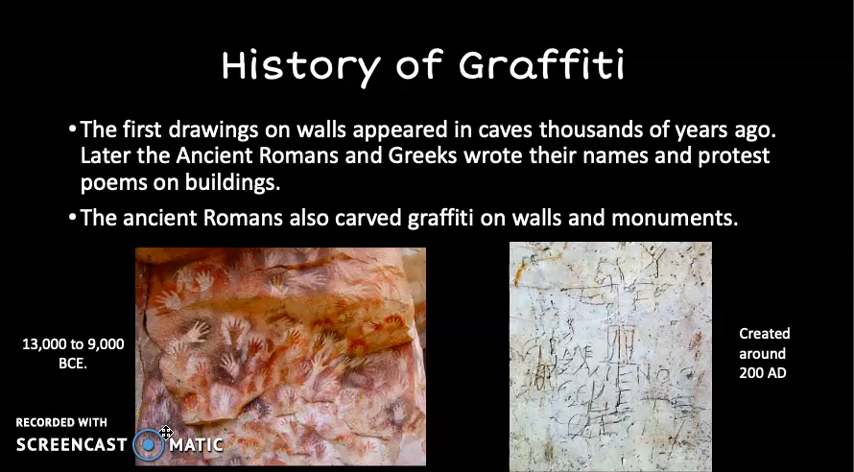 History of Graffiti
•The first drawings on walls appeared in caves thousands of years ago.
Later the Ancient Romans and Greeks wrote their names and protest
poems on buildings.
•The ancient Romans also carved graffiti on walls and monuments.
13,000 to 9,000
BCE.
Created
around
200 AD
RECORDED WITH
SCREENCAST MATIC